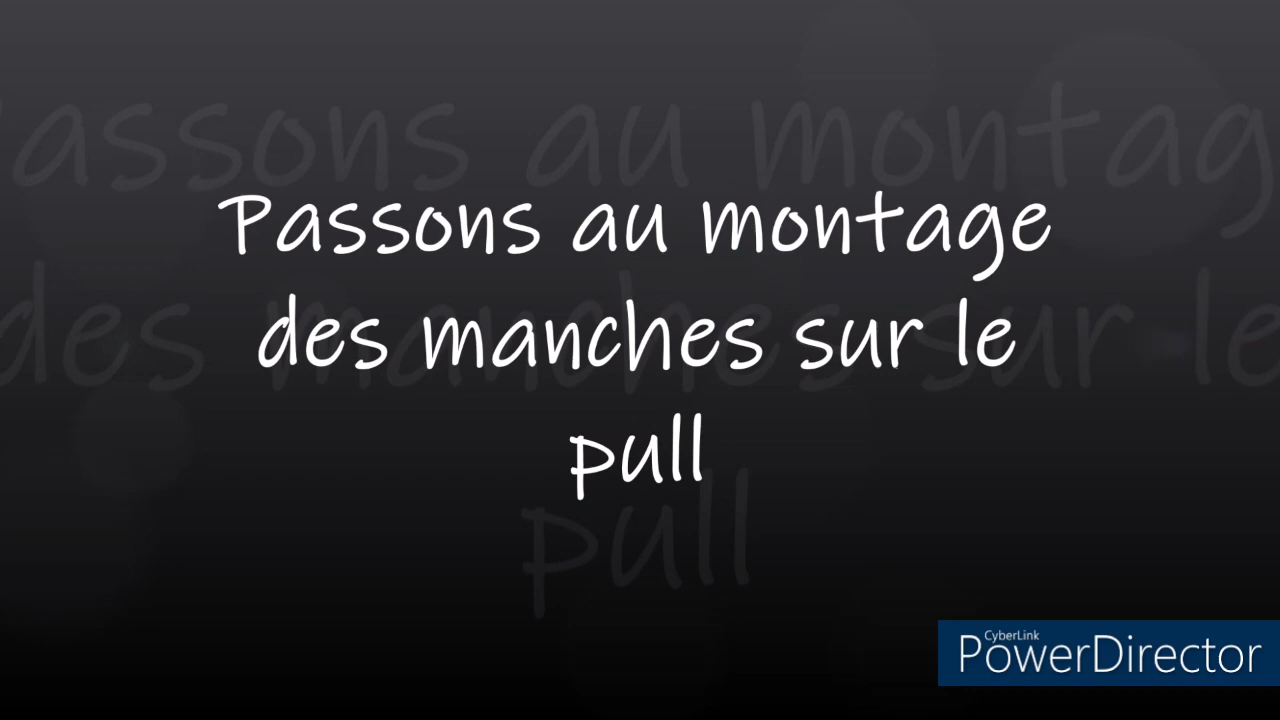 Passons au montage
des manches sur le
pull
CyberLink
PowerDirector